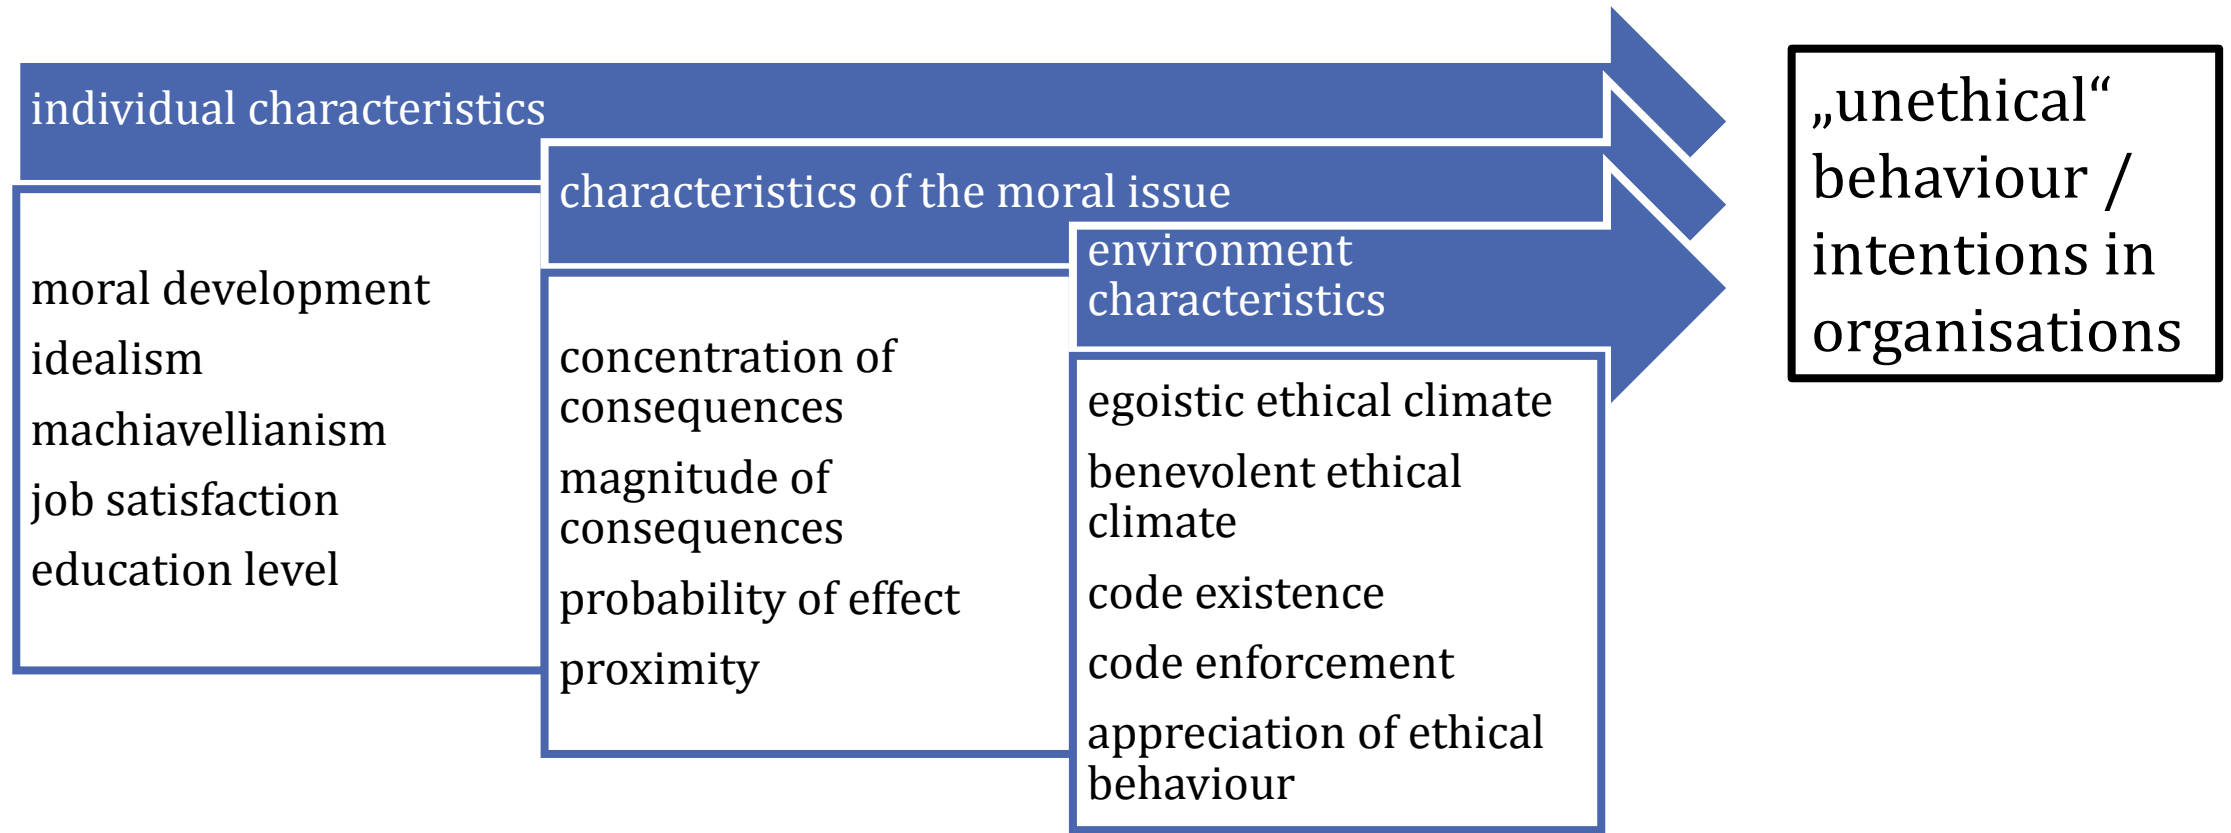 individual characteristics
moral development
idealism
machiavellianism
job satisfaction
education level
characteristics of the moral issue
concentration of
consequences
magnitude of
consequences
probability of effect
proximity
environment
characteristics
egoistic ethical climate
benevolent ethical
climate
code existence
code enforcement
appreciation of ethical
behaviour
„unethical“
behaviour /
intentions in
organisations